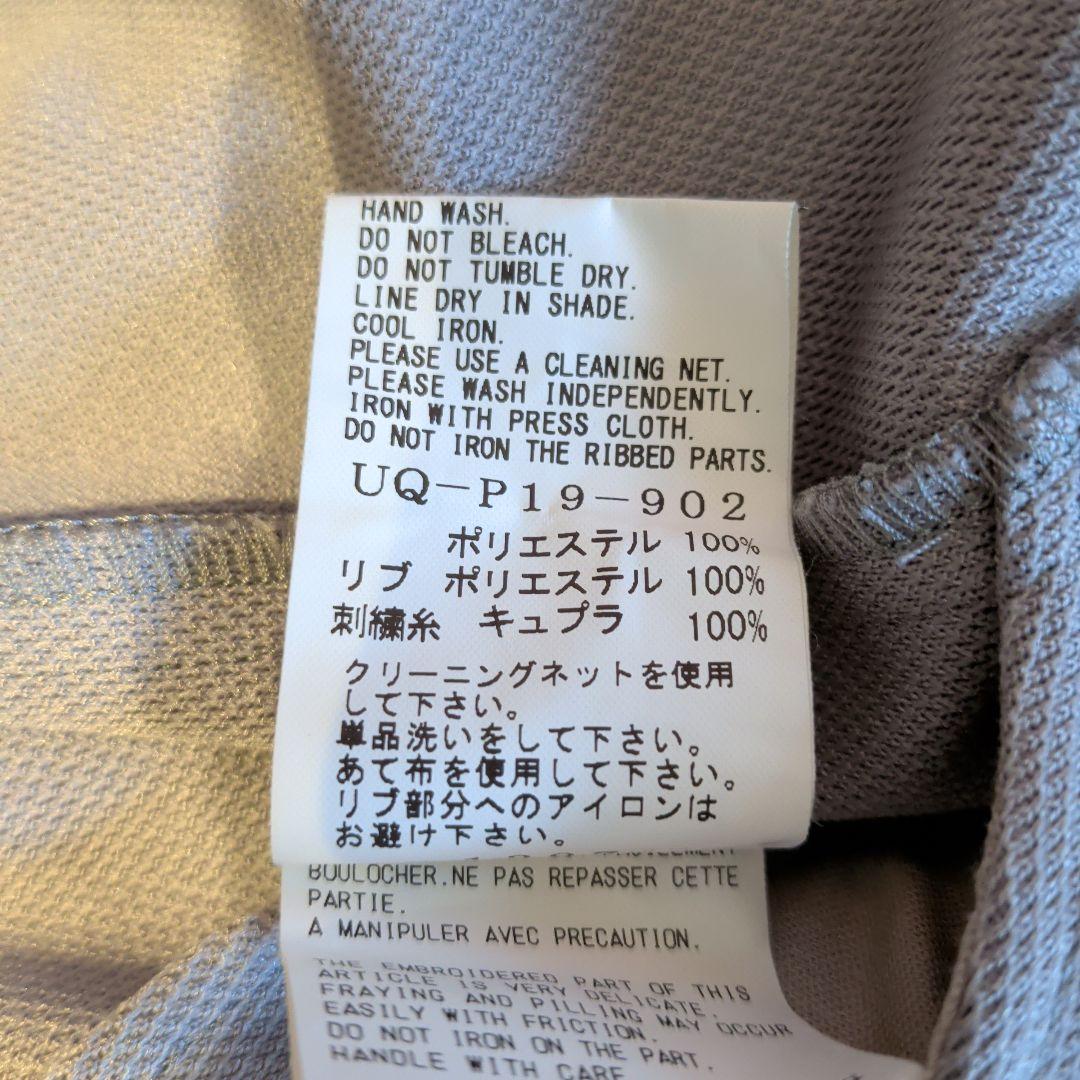 HAND WASH.
DO NOT BLEACH.
DO NOT TUMBLE DRY.
LINE DRY IN SHADE.
COOL IRON.
PLEASE USE A CLEANING NET.
PLEASE WASH INDEPENDENTLY.
IRON WITH PRESS CLOTH.
DO NOT IRON THE RIBBED PARTS.
UQ-P19-902
ポリエステル 100%
リブ ポリエステル 100%
刺繍糸 キュプラ 100%
クリーニングネットを使用
して下さい。
単品洗いをして下さい。
あて布を使用して下さい。
リブ部分へのアイロンは
お避け下さい。
BOULOCHER.NE PAS REPASSER CETTE
PARTIE.
A MANIPULER AVEC PRECAUTION.
THE EMBROIDERED PART OF THIS
ARTICLE IS VERY DELICATE.
FRAYING AND PILLING MAY OCCUR
EASILY WITH FRICTION.
DO NOT IRON ON THE PART.
HANDLE WITH CARE